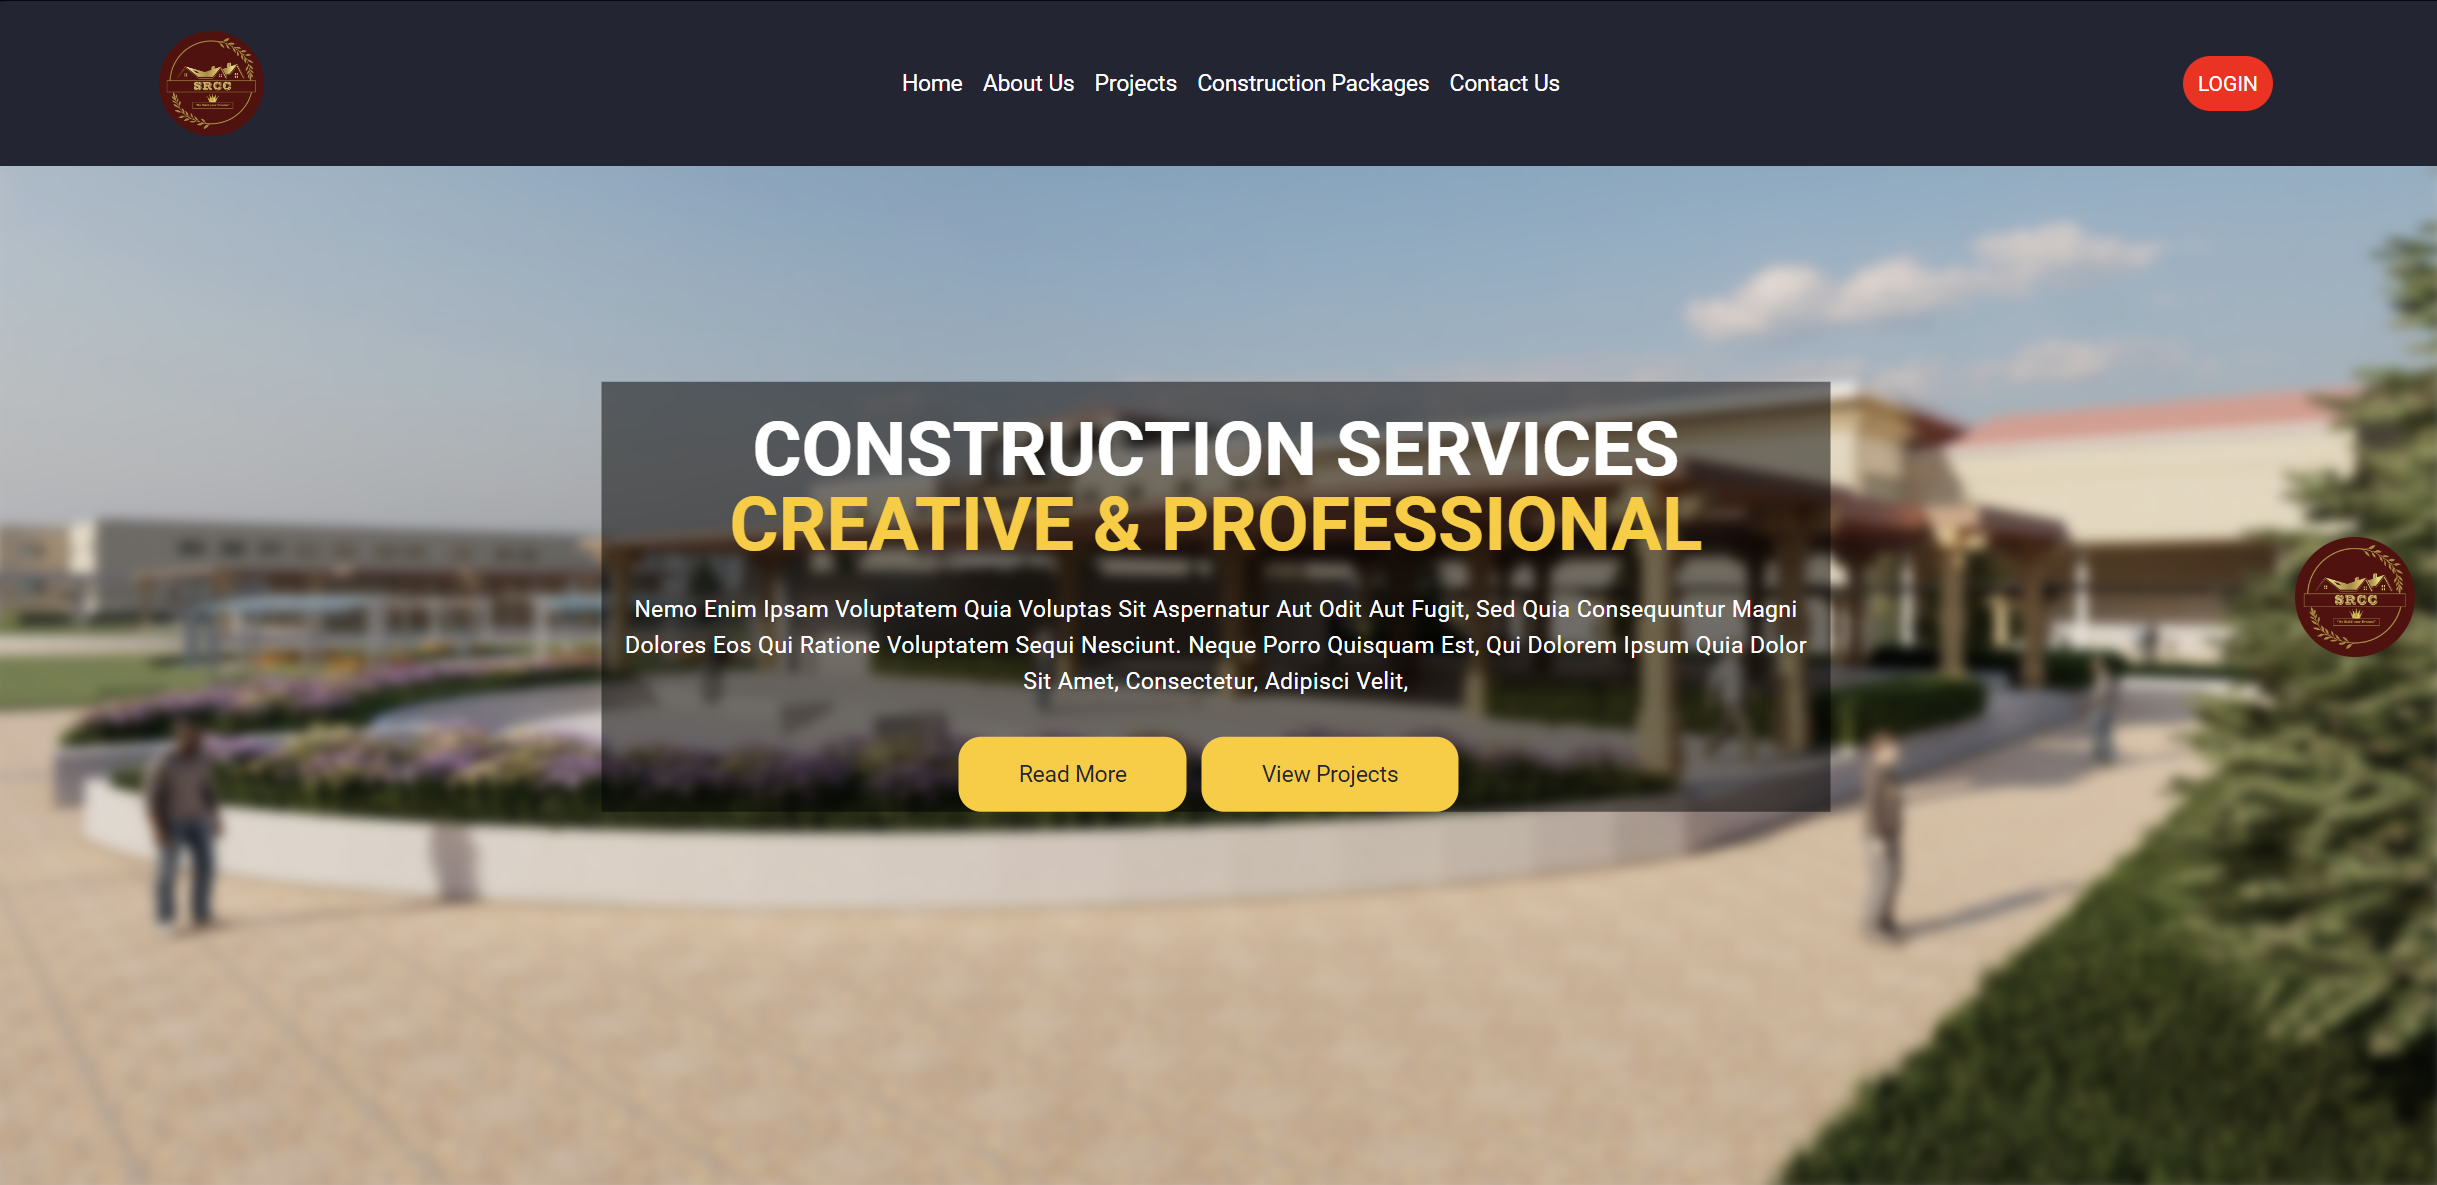 SRCC
Home About Us Projects Construction Packages Contact Us
LOGIN
CONSTRUCTION SERVICES
CREATIVE & PROFESSIONAL
Nemo Enim Ipsam Voluptatem Quia Voluptas Sit Aspernatur Aut Odit Aut Fugit, Sed Quia Consequuntur Magni
Dolores Eos Qui Ratione Voluptatem Sequi Nesciunt. Neque Porro Quisquam Est, Qui Dolorem Ipsum Quia Dolor
Sit Amet, Consectetur, Adipisci Velit,
Read More View Projects
SRCC